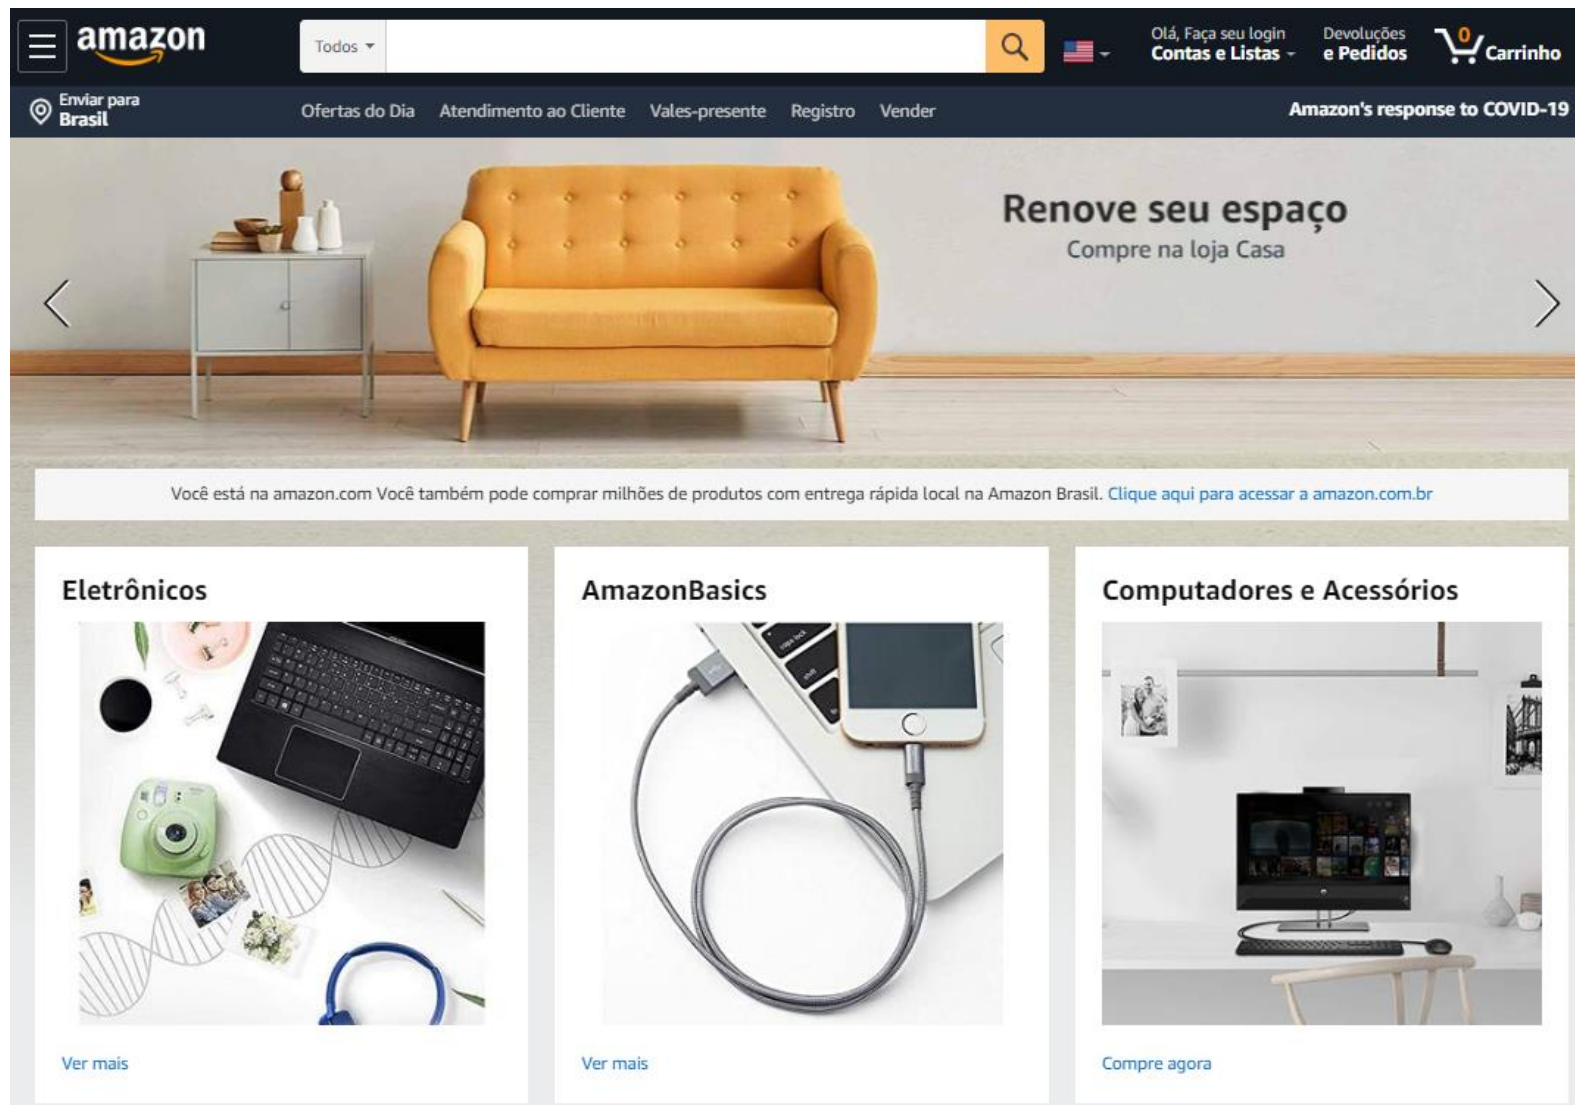 amazon
Todos
Olá, Faça seu login
Contas e Listas
Devoluções
e Pedidos
0
Carrinho
Enviar para
Brasil
Ofertas do Dia
Atendimento ao Cliente
Vales-presente
Registro
Vender
Amazon's response to COVID-19
Renove seu espaço
Compre na loja Casa
Você está na amazon.com Você também pode comprar milhões de produtos com entrega rápida local na Amazon Brasil. Clique aqui para acessar a amazon.com.br
Eletrônicos
AmazonBasics
Computadores e Acessórios
caps lock
shift
Ver mais
Ver mais
Compre agora